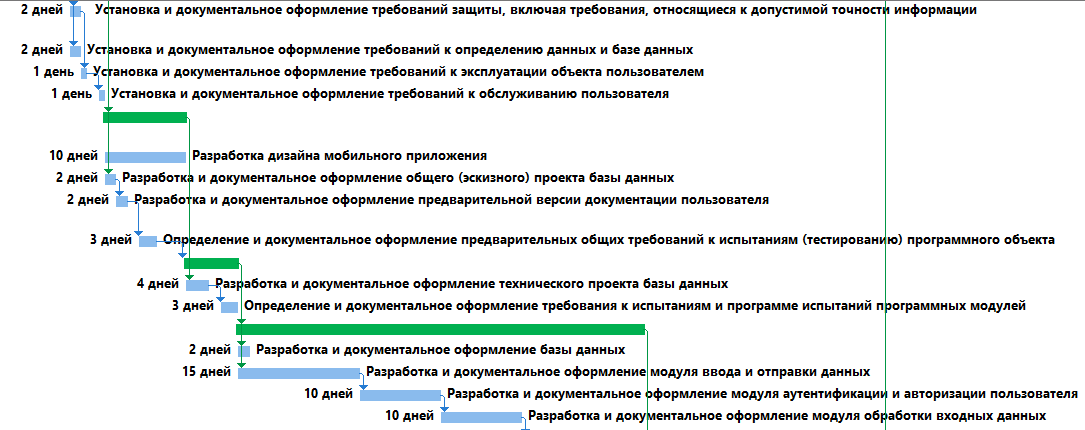 2 дней Установка и документальное оформление требований защиты, включая требования, относящиеся к допустимой точности информации
2 дней Установка и документальное оформление требований к определению данных и базе данных
1 день Установка и документальное оформление требований к эксплуатации объекта пользователем
1 день Установка и документальное оформление требований к обслуживанию пользователя
10 дней Разработка дизайна мобильного приложения
2 дней Разработка и документальное оформление общего (эскизного) проекта базы данных
2 дней Разработка и документальное оформление предварительной версии документации пользователя
3 дней Определение и документальное оформление предварительных общих требований к испытаниям (тестированию) программного объекта
4 дней Разработка и документальное оформление технического проекта базы данных
3 дней Определение и документальное оформление требования к испытаниям и программе испытаний программных модулей
2 дней Разработка и документальное оформление базы данных
15 дней Разработка и документальное оформление модуля ввода и отправки данных
10 дней Разработка и документальное оформление модуля аутентификации и авторизации пользователя
10 дней Разработка и документальное оформление модуля обработки входных данных